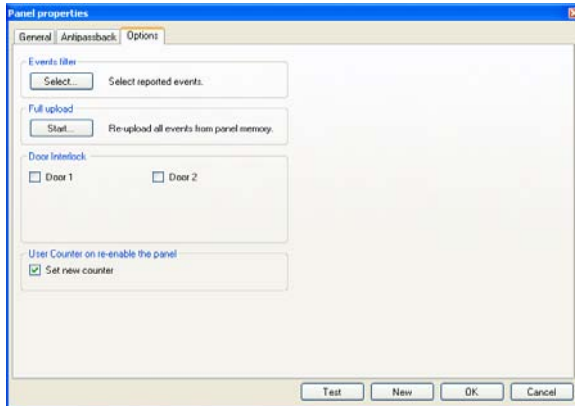 Panel properties
General Antipassback Options
Events filter
Select... Select reported events.
Full upload
Start... Re-upload all events from panel memory.
Door Interlock
Door 1 Door 2
User Counter on re-enable the panel
Set new counter
Test New OK Cancel